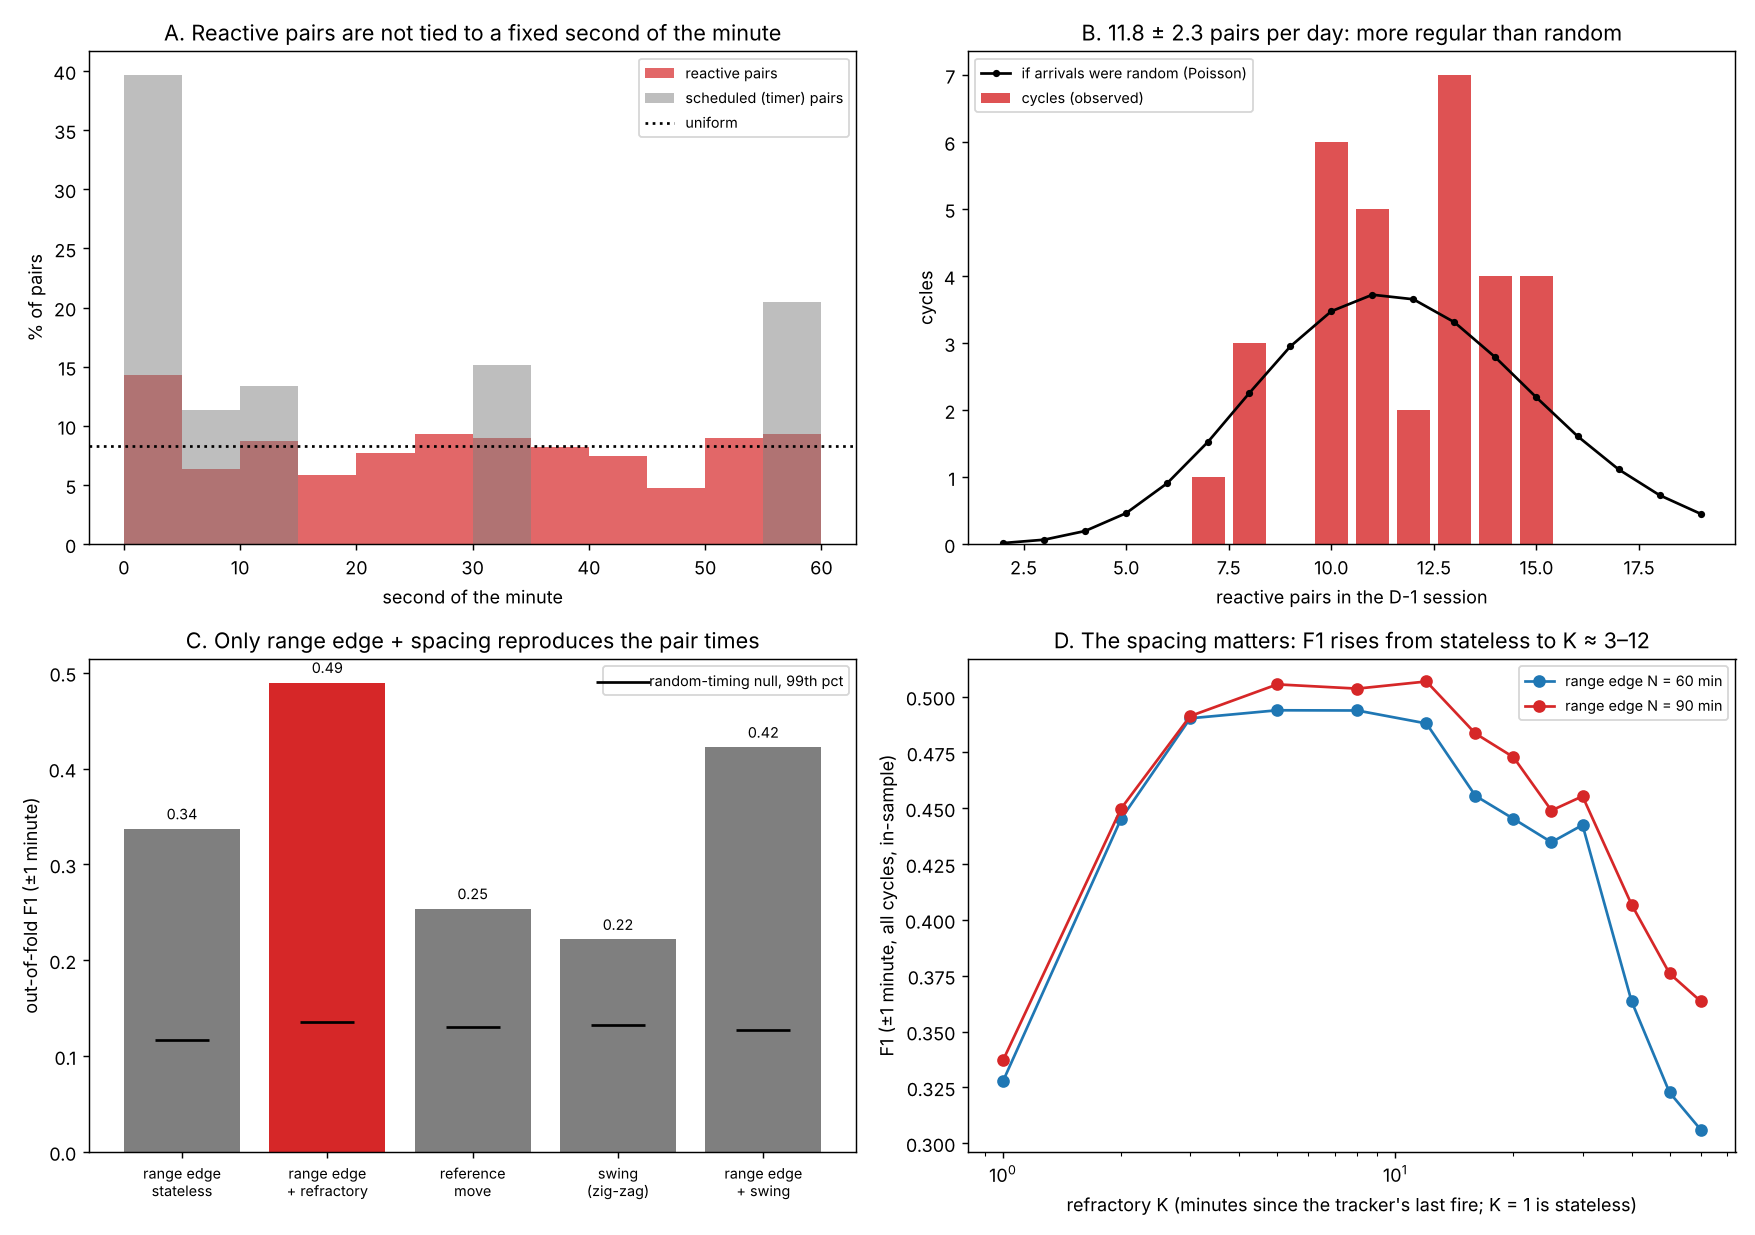 A. Reactive pairs are not tied to a fixed second of the minute
% of pairs
40
35
30
25
20
15
10
5
0
reactive pairs
scheduled (timer) pairs
uniform
0 10 20 30 40 50 60
second of the minute
B. 11.8 ± 2.3 pairs per day: more regular than random
cycles
7
6
5
4
3
2
1
0
if arrivals were random (Poisson)
cycles (observed)
2.5 5.0 7.5 10.0 12.5 15.0 17.5
reactive pairs in the D-1 session
C. Only range edge + spacing reproduces the pair times
out-of-fold F1 (±1 minute)
0.5
0.4
0.3
0.2
0.1
0.0
random-timing null, 99th pct
0.34
0.49
0.25
0.22
0.42
range edge
stateless
range edge
+ refractory
reference
move
swing
(zig-zag)
range edge
+ swing
D. The spacing matters: F1 rises from stateless to K ≈ 3–12
F1 (±1 minute, all cycles, in-sample)
0.500
0.475
0.450
0.425
0.400
0.375
0.350
0.325
0.300
range edge N = 60 min
range edge N = 90 min
10⁰ 10¹
refractory K (minutes since the tracker's last fire; K = 1 is stateless)